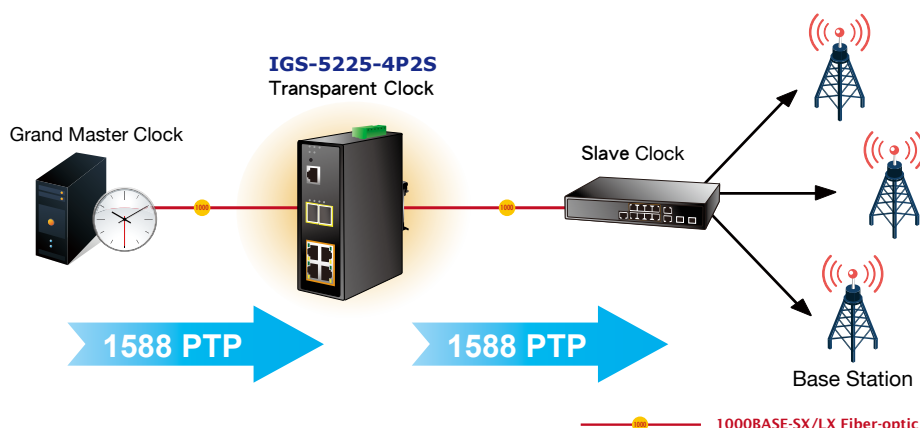 IGS-5225-4P2S
Transparent Clock
Grand Master Clock
Slave Clock
1000
1000
1588 PTP
1588 PTP
Base Station
1000
1000BASE-SX/LX Fiber-optic